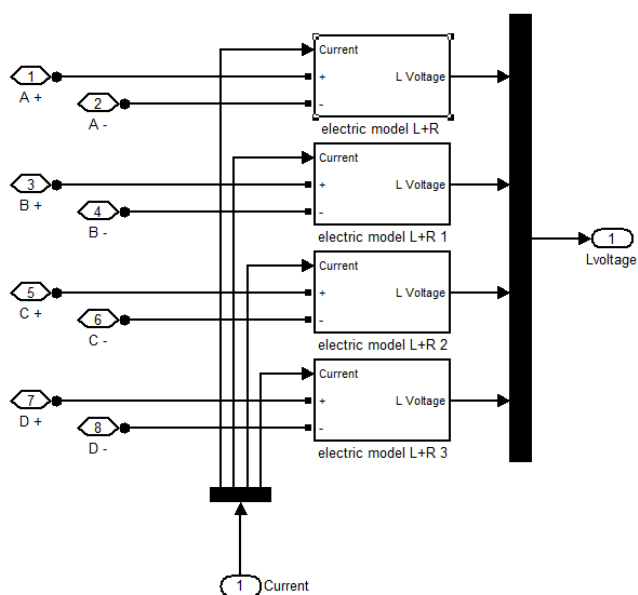 Current
1
+
L Voltage
A +
2
-
A -
electric model L+R
Current
3
+
L Voltage
B +
4
-
B -
electric model L+R 1
1
Lvoltage
Current
5
+
L Voltage
C +
6
-
C -
electric model L+R 2
Current
7
+
L Voltage
D +
8
-
D -
electric model L+R 3
1
Current